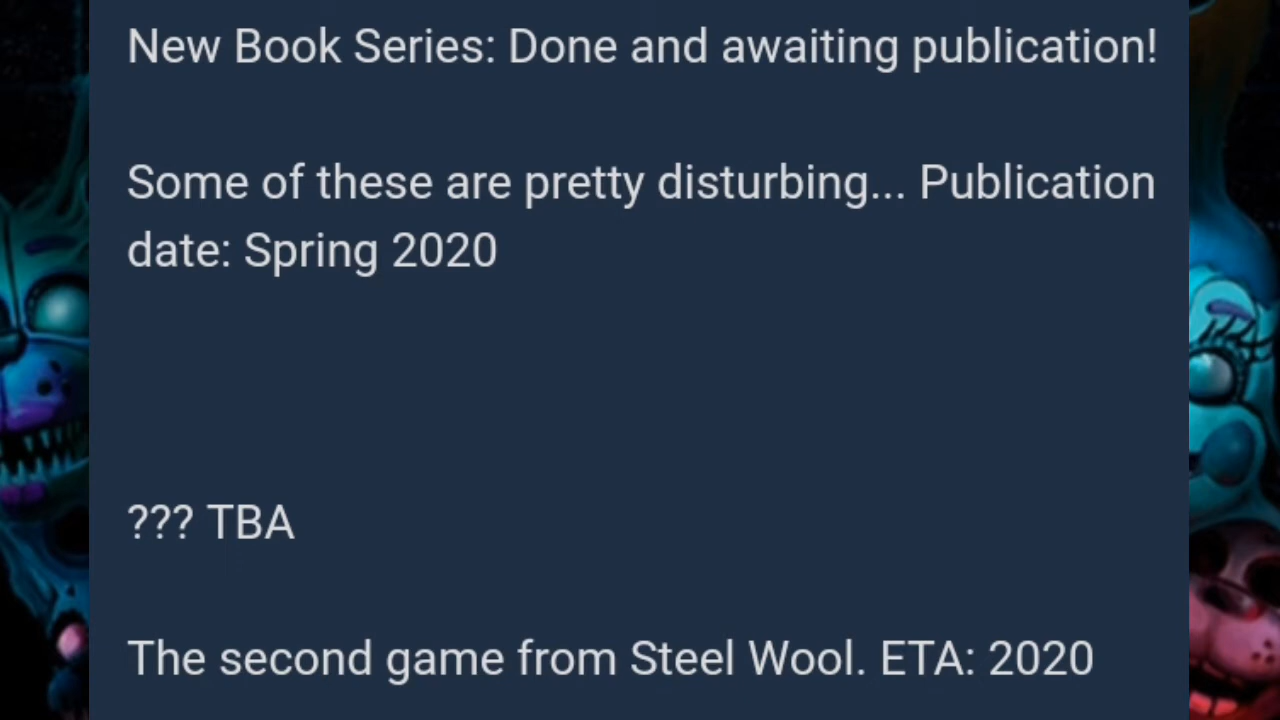 New Book Series: Done and awaiting publication!
Some of these are pretty disturbing... Publication
date: Spring 2020
??? TBA
The second game from Steel Wool. ETA: 2020